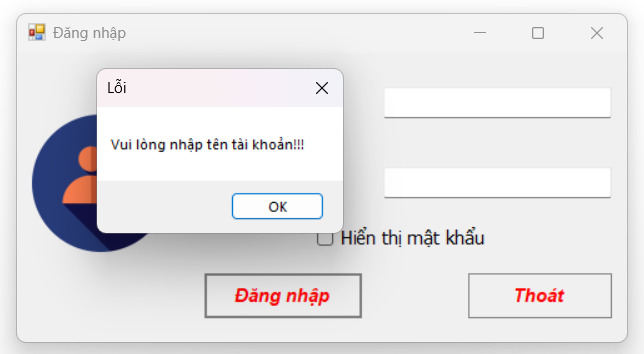 Đăng nhập
Lỗi
Vui lòng nhập tên tài khoản!!!
OK
Hiển thị mật khẩu
Đăng nhập
Thoát